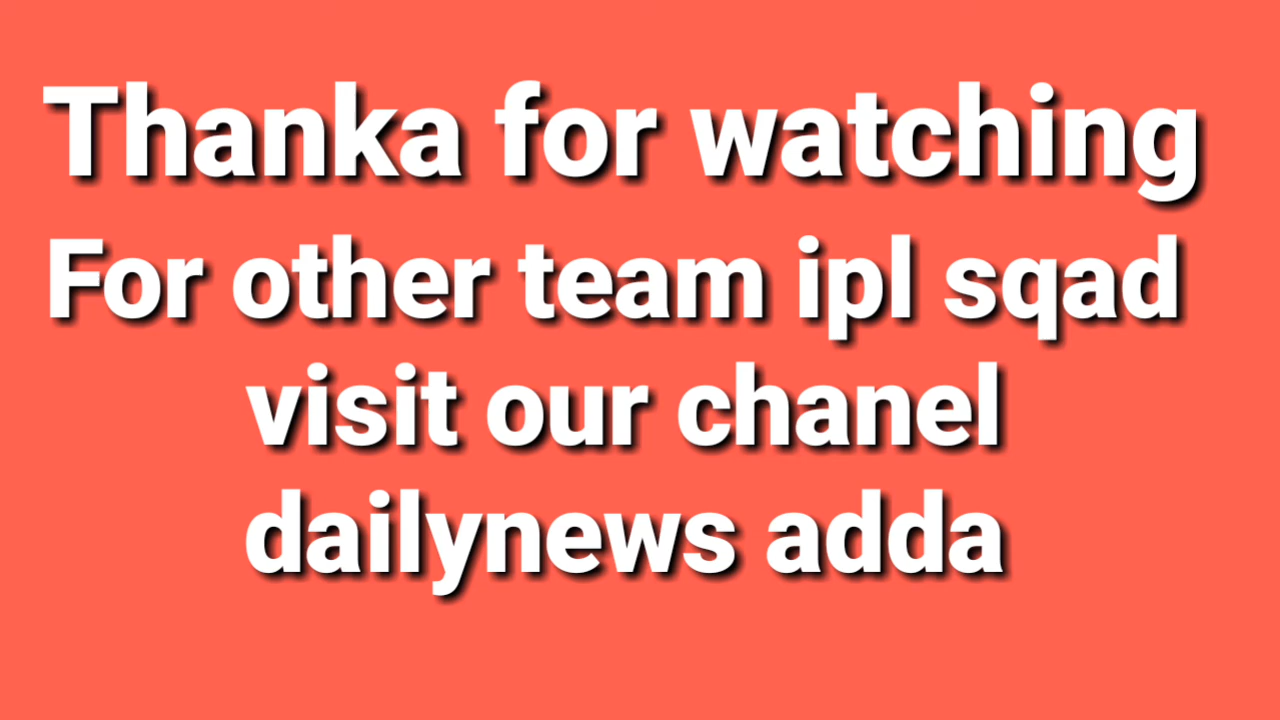 Thanka for watching
For other team ipl sqad
visit our chanel
dailynews adda